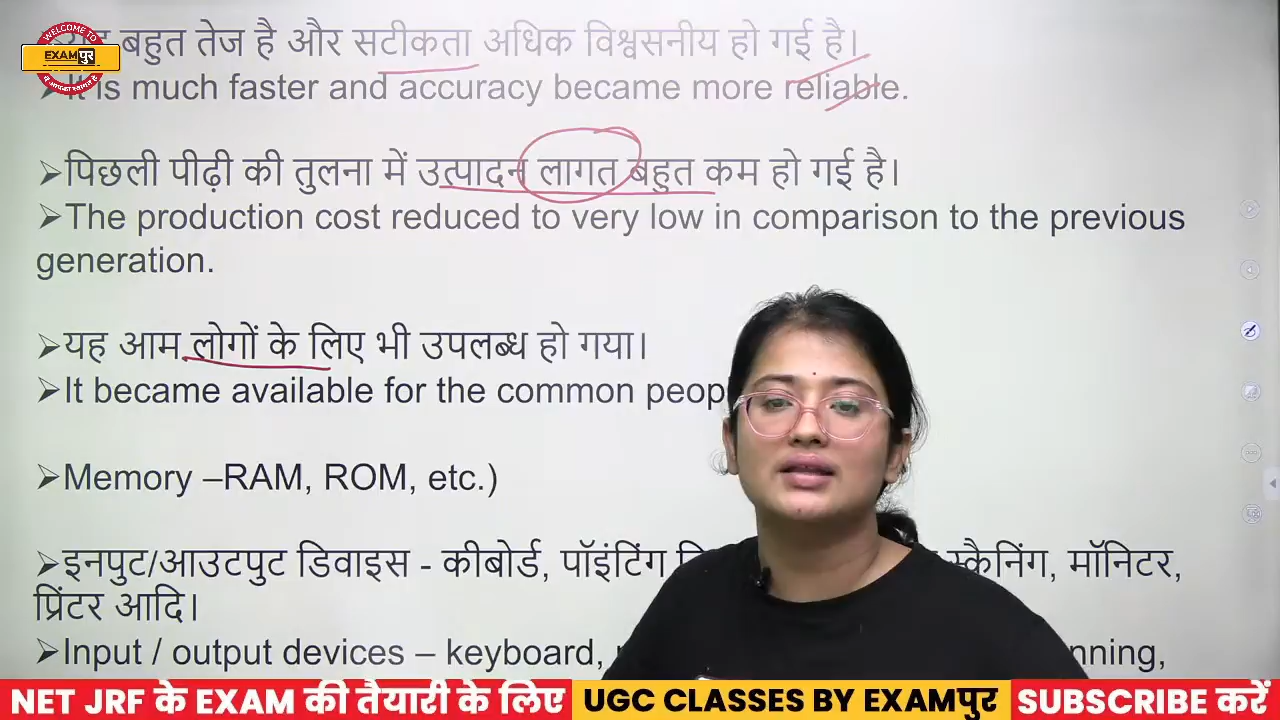 WELCOME TO
EXAMपुर
बहुत तेज है और सटीकता अधिक विश्वसनीय हो गई है।
➢It is much faster and accuracy became more reliable.
➢पिछली पीढ़ी की तुलना में उत्पादन लागत बहुत कम हो गई है।
➢The production cost reduced to very low in comparison to the previous
generation.
➢यह आम लोगों के लिए भी उपलब्ध हो गया।
➢It became available for the common
➢Memory –RAM, ROM, etc.)
➢इनपुट/आउटपुट डिवाइस - कीबोर्ड, पॉइंटिंग स्कैनिंग, मॉनिटर,
प्रिंटर आदि।
➢Input / output devices – keyboard,
NET JRF के EXAM की तैयारी के लिए UGC CLASSES BY EXAMपुर SUBSCRIBE करें